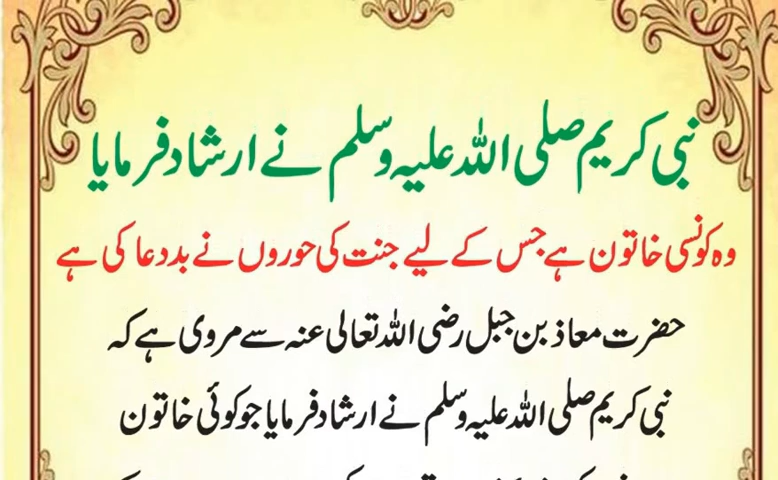 نبی کریم صلی اللہ علیہ وسلم نے ارشاد فرمایا
وہ کونسی خاتون ہے جس کے لیے جنت کی حوروں نے بددعا کی ہے
حضرت معاذ بن جبل رضی اللہ تعالی عنہ سے مروی ہے کہ
نبی کریم صلی اللہ علیہ وسلم نے ارشاد فرمایا جو کوئی خاتون